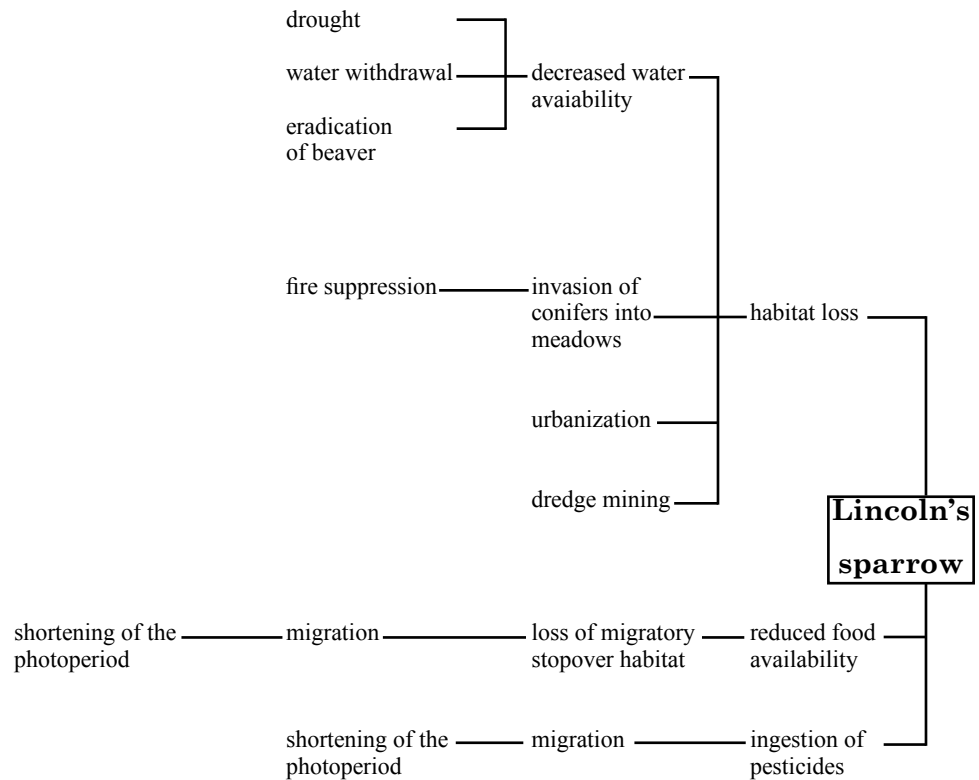 drought
water withdrawal
decreased water
avaiability
eradication
of beaver
fire suppression
invasion of
conifers into
meadows
habitat loss
urbanization
dredge mining
Lincoln's
sparrow
shortening of the
photoperiod
migration
loss of migratory
stopover habitat
reduced food
availability
shortening of the
photoperiod
migration
ingestion of
pesticides